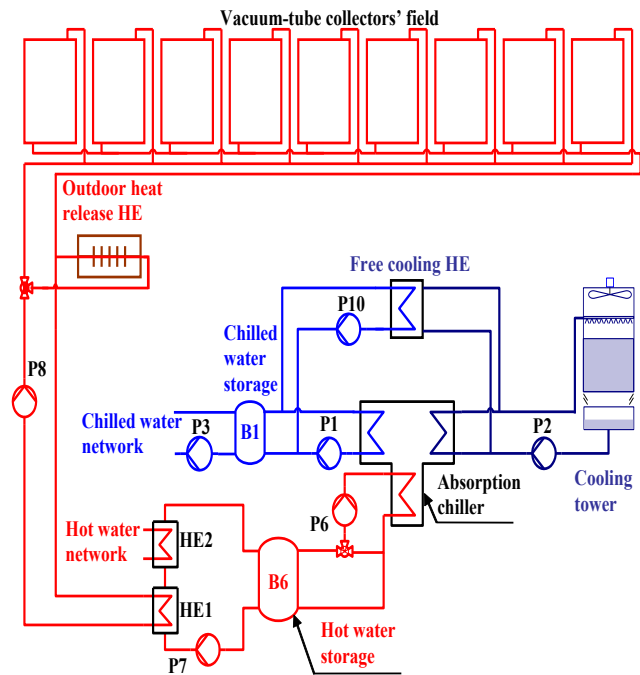 Vacuum-tube collectors' field
Outdoor heat
release HE
Free cooling HE
P10
Chilled
water
storage
P8
Chilled water
network
P3
B1
P1
P2
Cooling
tower
Absorption
chiller
P6
Hot water
network
HE2
B6
HE1
P7
Hot water
storage